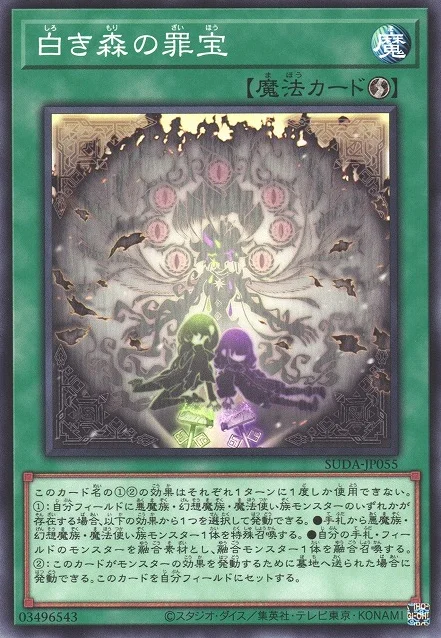 白き森の罪宝
魔
【魔法カード】
SUDA-JP055
このカード名の①②の効果はそれぞれ1ターンに1度しか使用できない。
①:自分フィールドに悪魔族・幻想魔族・魔法使い族モンスターのいずれかが
存在する場合、以下の効果から1つを選択して発動できる。●手札から悪魔族・
幻想魔族・魔法使い族モンスター1体を特殊召喚する。●自分の手札・フィー
ルドのモンスターを融合素材とし、融合モンスター1体を融合召喚する。
②:このカードがモンスターの効果を発動するために墓地へ送られた場合に
発動できる。このカードを自分フィールドにセットする。
03496543
©スタジオ・ダイス/集英社・テレビ東京・KONAMI